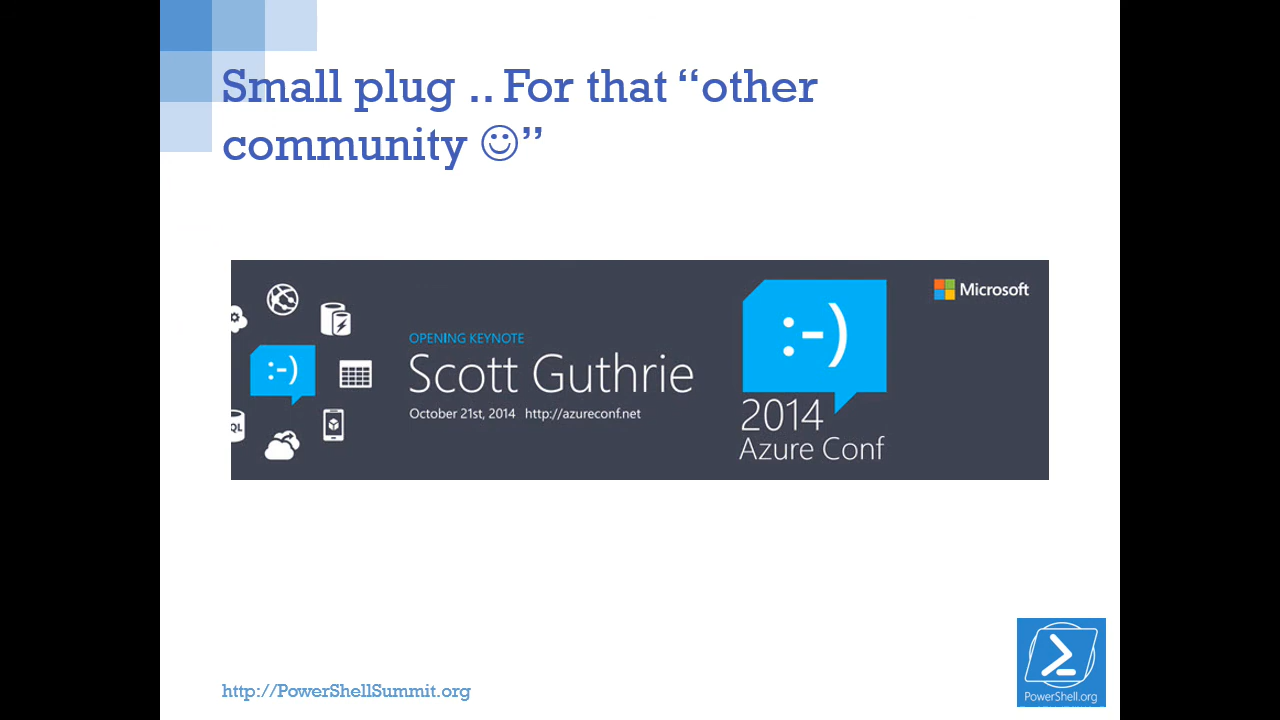 Small plug .. For that “other
community ☺”
OPENING KEYNOTE
Scott Guthrie
October 21st, 2014 http://azureconf.net
:-)
QL
:-)
2014
Azure Conf
Microsoft
http://PowerShellSummit.org
PowerShell.org